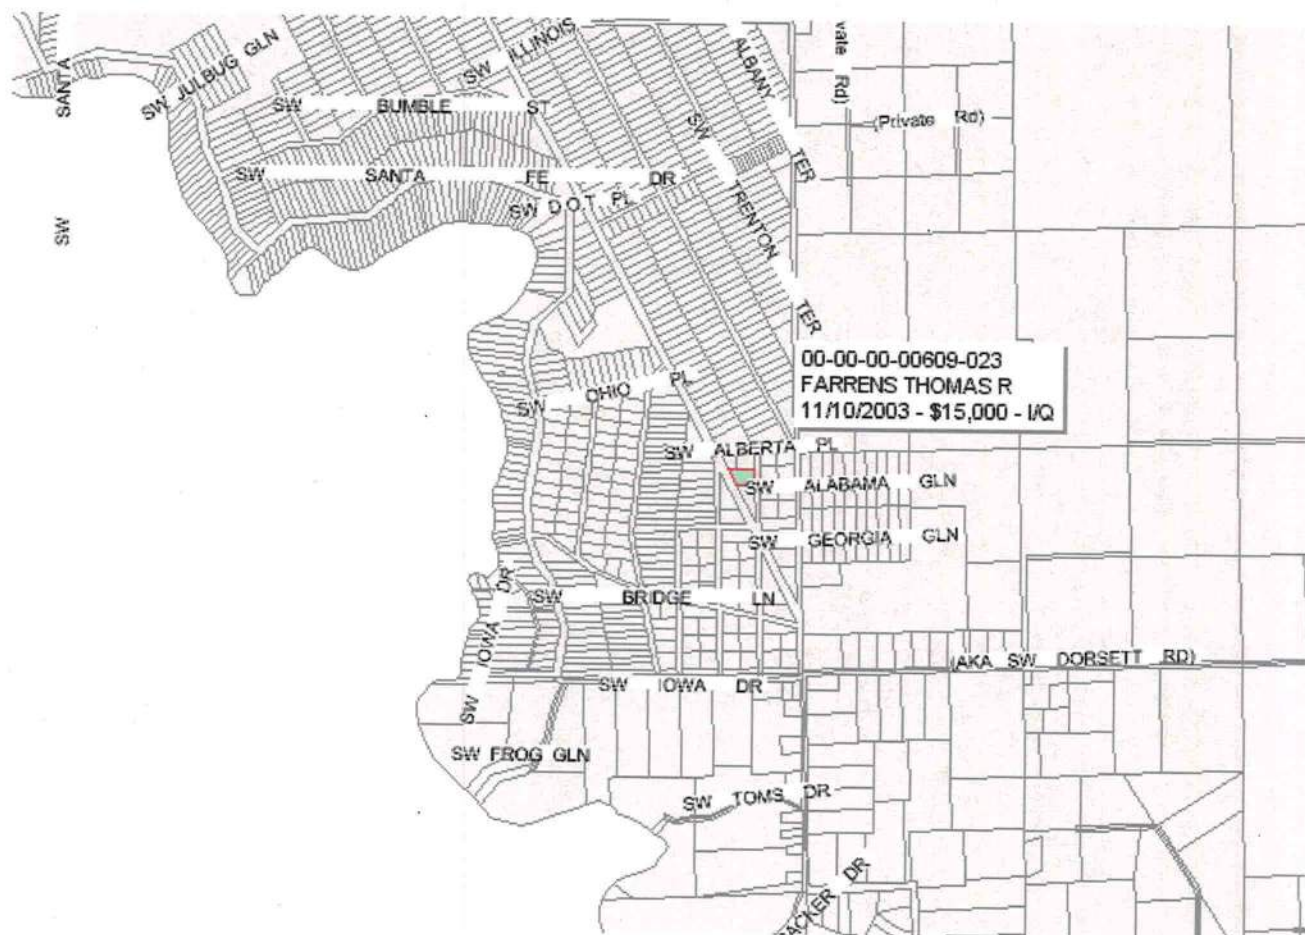 SW JULBUG GLN
SW ILLINOIS
ALBANY TER
(Private Rd)
SW SANTA
SW BUMBLE ST
SW TRENTON TER
SW SANTA FE DR
SW D.O.T PL
00-00-00-00609-023
FARRENS THOMAS R
11/10/2003 - $15,000 - I/Q
SW OHIO PL
SW ALBERTA PL
SW ALABAMA GLN
SW GEORGIA GLN
SW BRIDGE LN
SW IOWA DR
(AKA SW DORSETT RD)
SW IOWA DR
SW FROG GLN
SW TOMS DR
ACKER DR